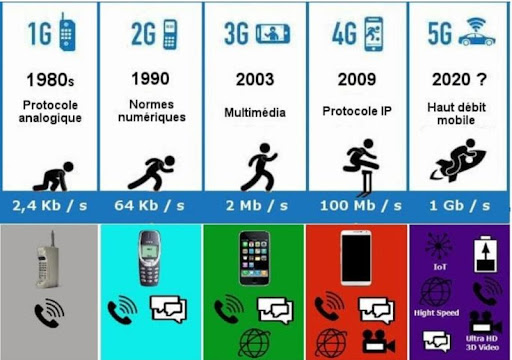 1G
2G
3G
4G
5G
1980s
1990
2003
2009
2020 ?
Protocole
analogique
Normes
numériques
Multimédia
Protocole IP
Haut débit
mobile
2,4 Kb / s
64 Kb / s
2 Mb / s
100 Mb / s
1 Gb / s
IoT
Hight Speed
Ultra HD
3D Video